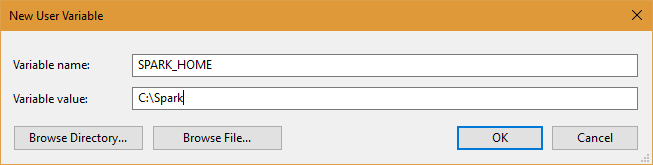 New User Variable
Variable name: SPARK_HOME
Variable value: C:\Spark
Browse Directory... Browse File... OK Cancel